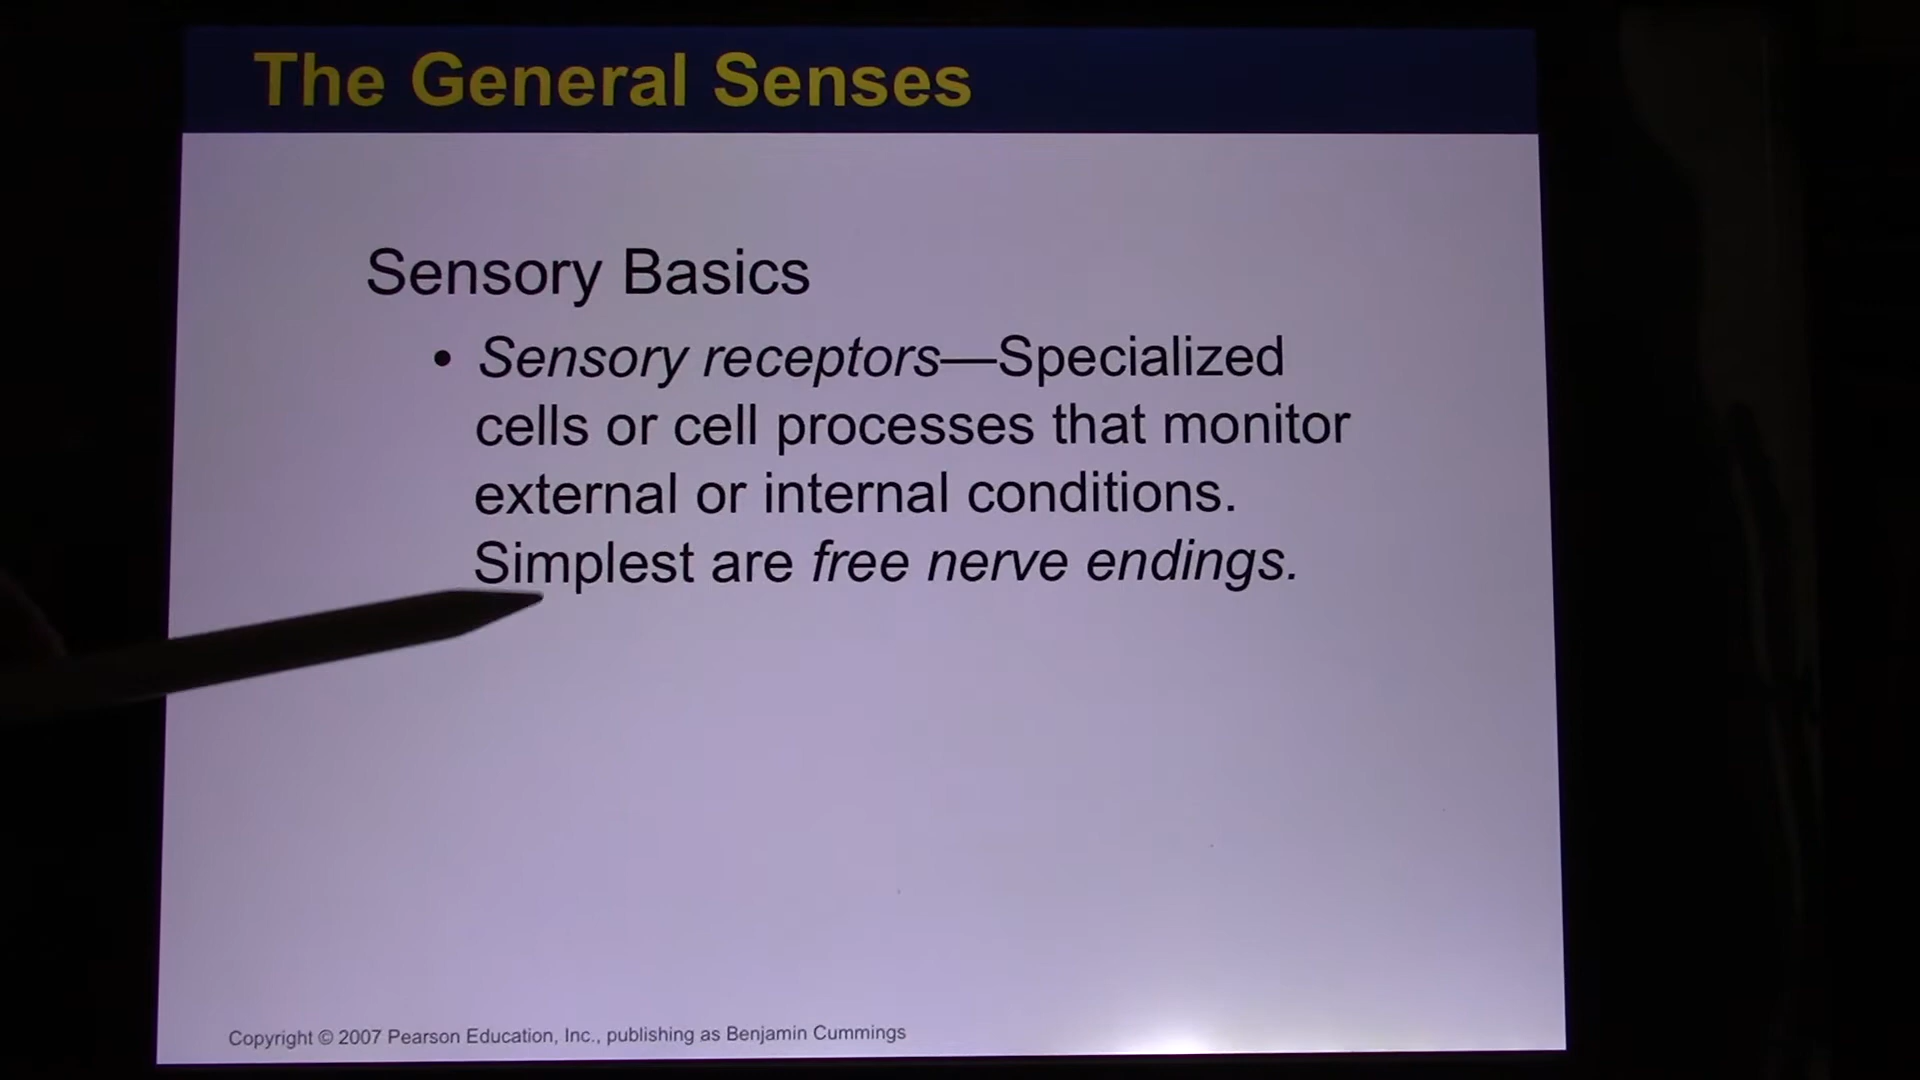 The General Senses
Sensory Basics
• Sensory receptors—Specialized
cells or cell processes that monitor
external or internal conditions.
Simplest are free nerve endings.
Copyright © 2007 Pearson Education, Inc., publishing as Benjamin Cummings